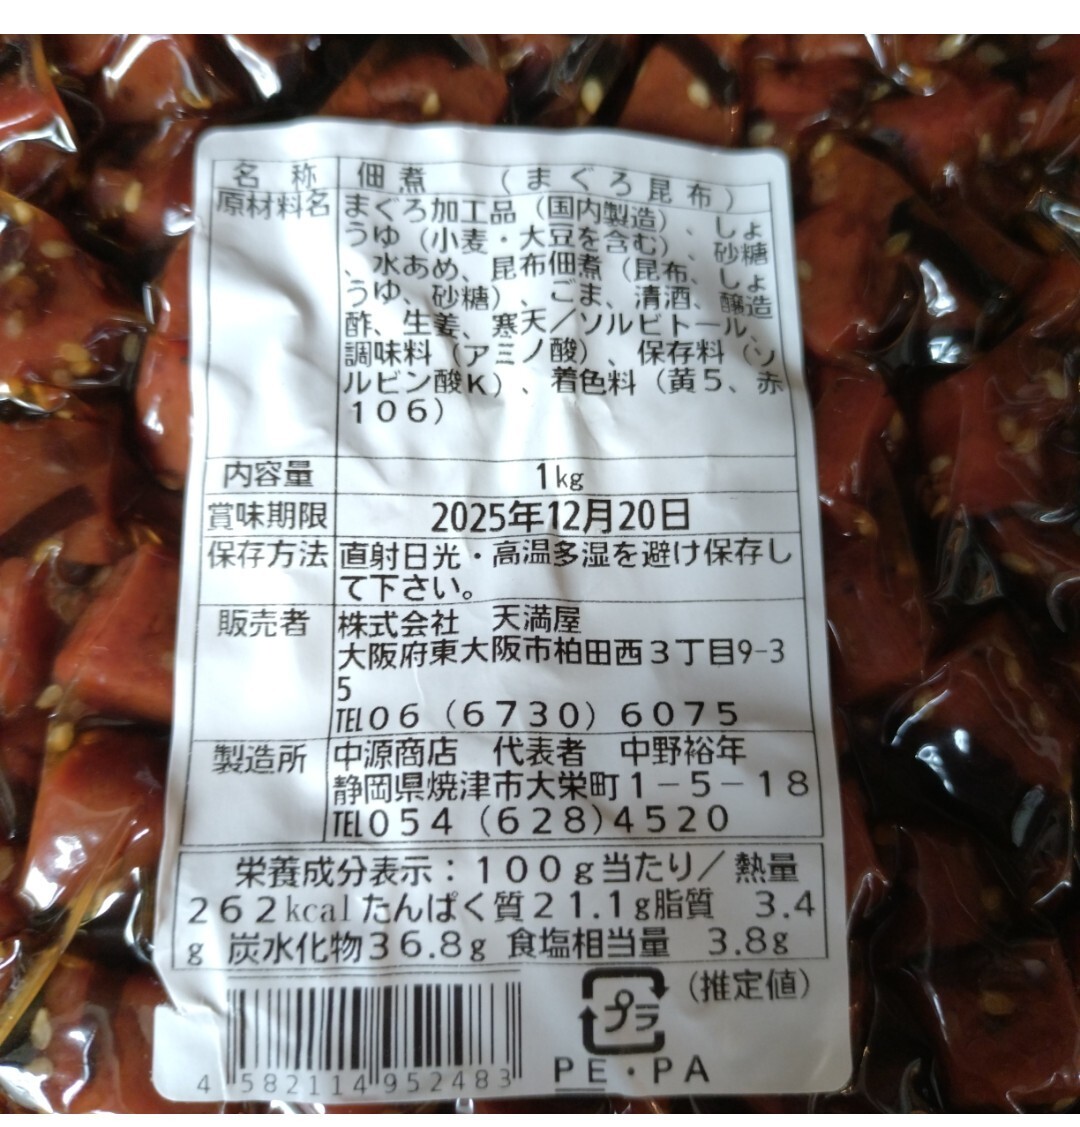 名 称 佃煮 （まぐろ昆布）
原材料名 まぐろ加工品（国内製造）、しょ
うゆ（小麦・大豆を含む）、砂糖
、水あめ、昆布佃煮（昆布、しょ
うゆ、砂糖）、ごま、清酒、醸造
酢、生姜、寒天／ソルビトール、
調味料（アミノ酸）、保存料（ソ
ルビン酸K）、着色料（黄５、赤
１０６）
内容量 1kg
賞味期限 2025年12月20日
保存方法 直射日光・高温多湿を避け保存し
て下さい。
販売者 株式会社 天満屋
大阪府東大阪市柏田西３丁目9-3
5
℡０６（６７３０）６０７５
製造所 中源商店 代表者 中野裕年
静岡県焼津市大栄町１－５－１８
℡０５４（６２８）４５２０
栄養成分表示：１００ｇ当たり／熱量
２６２kcalたんぱく質２１.１g脂質 ３.４
g 炭水化物３６.８g 食塩相当量 ３.８g
（推定値）
プラ
PE・PA
4 582114 952483